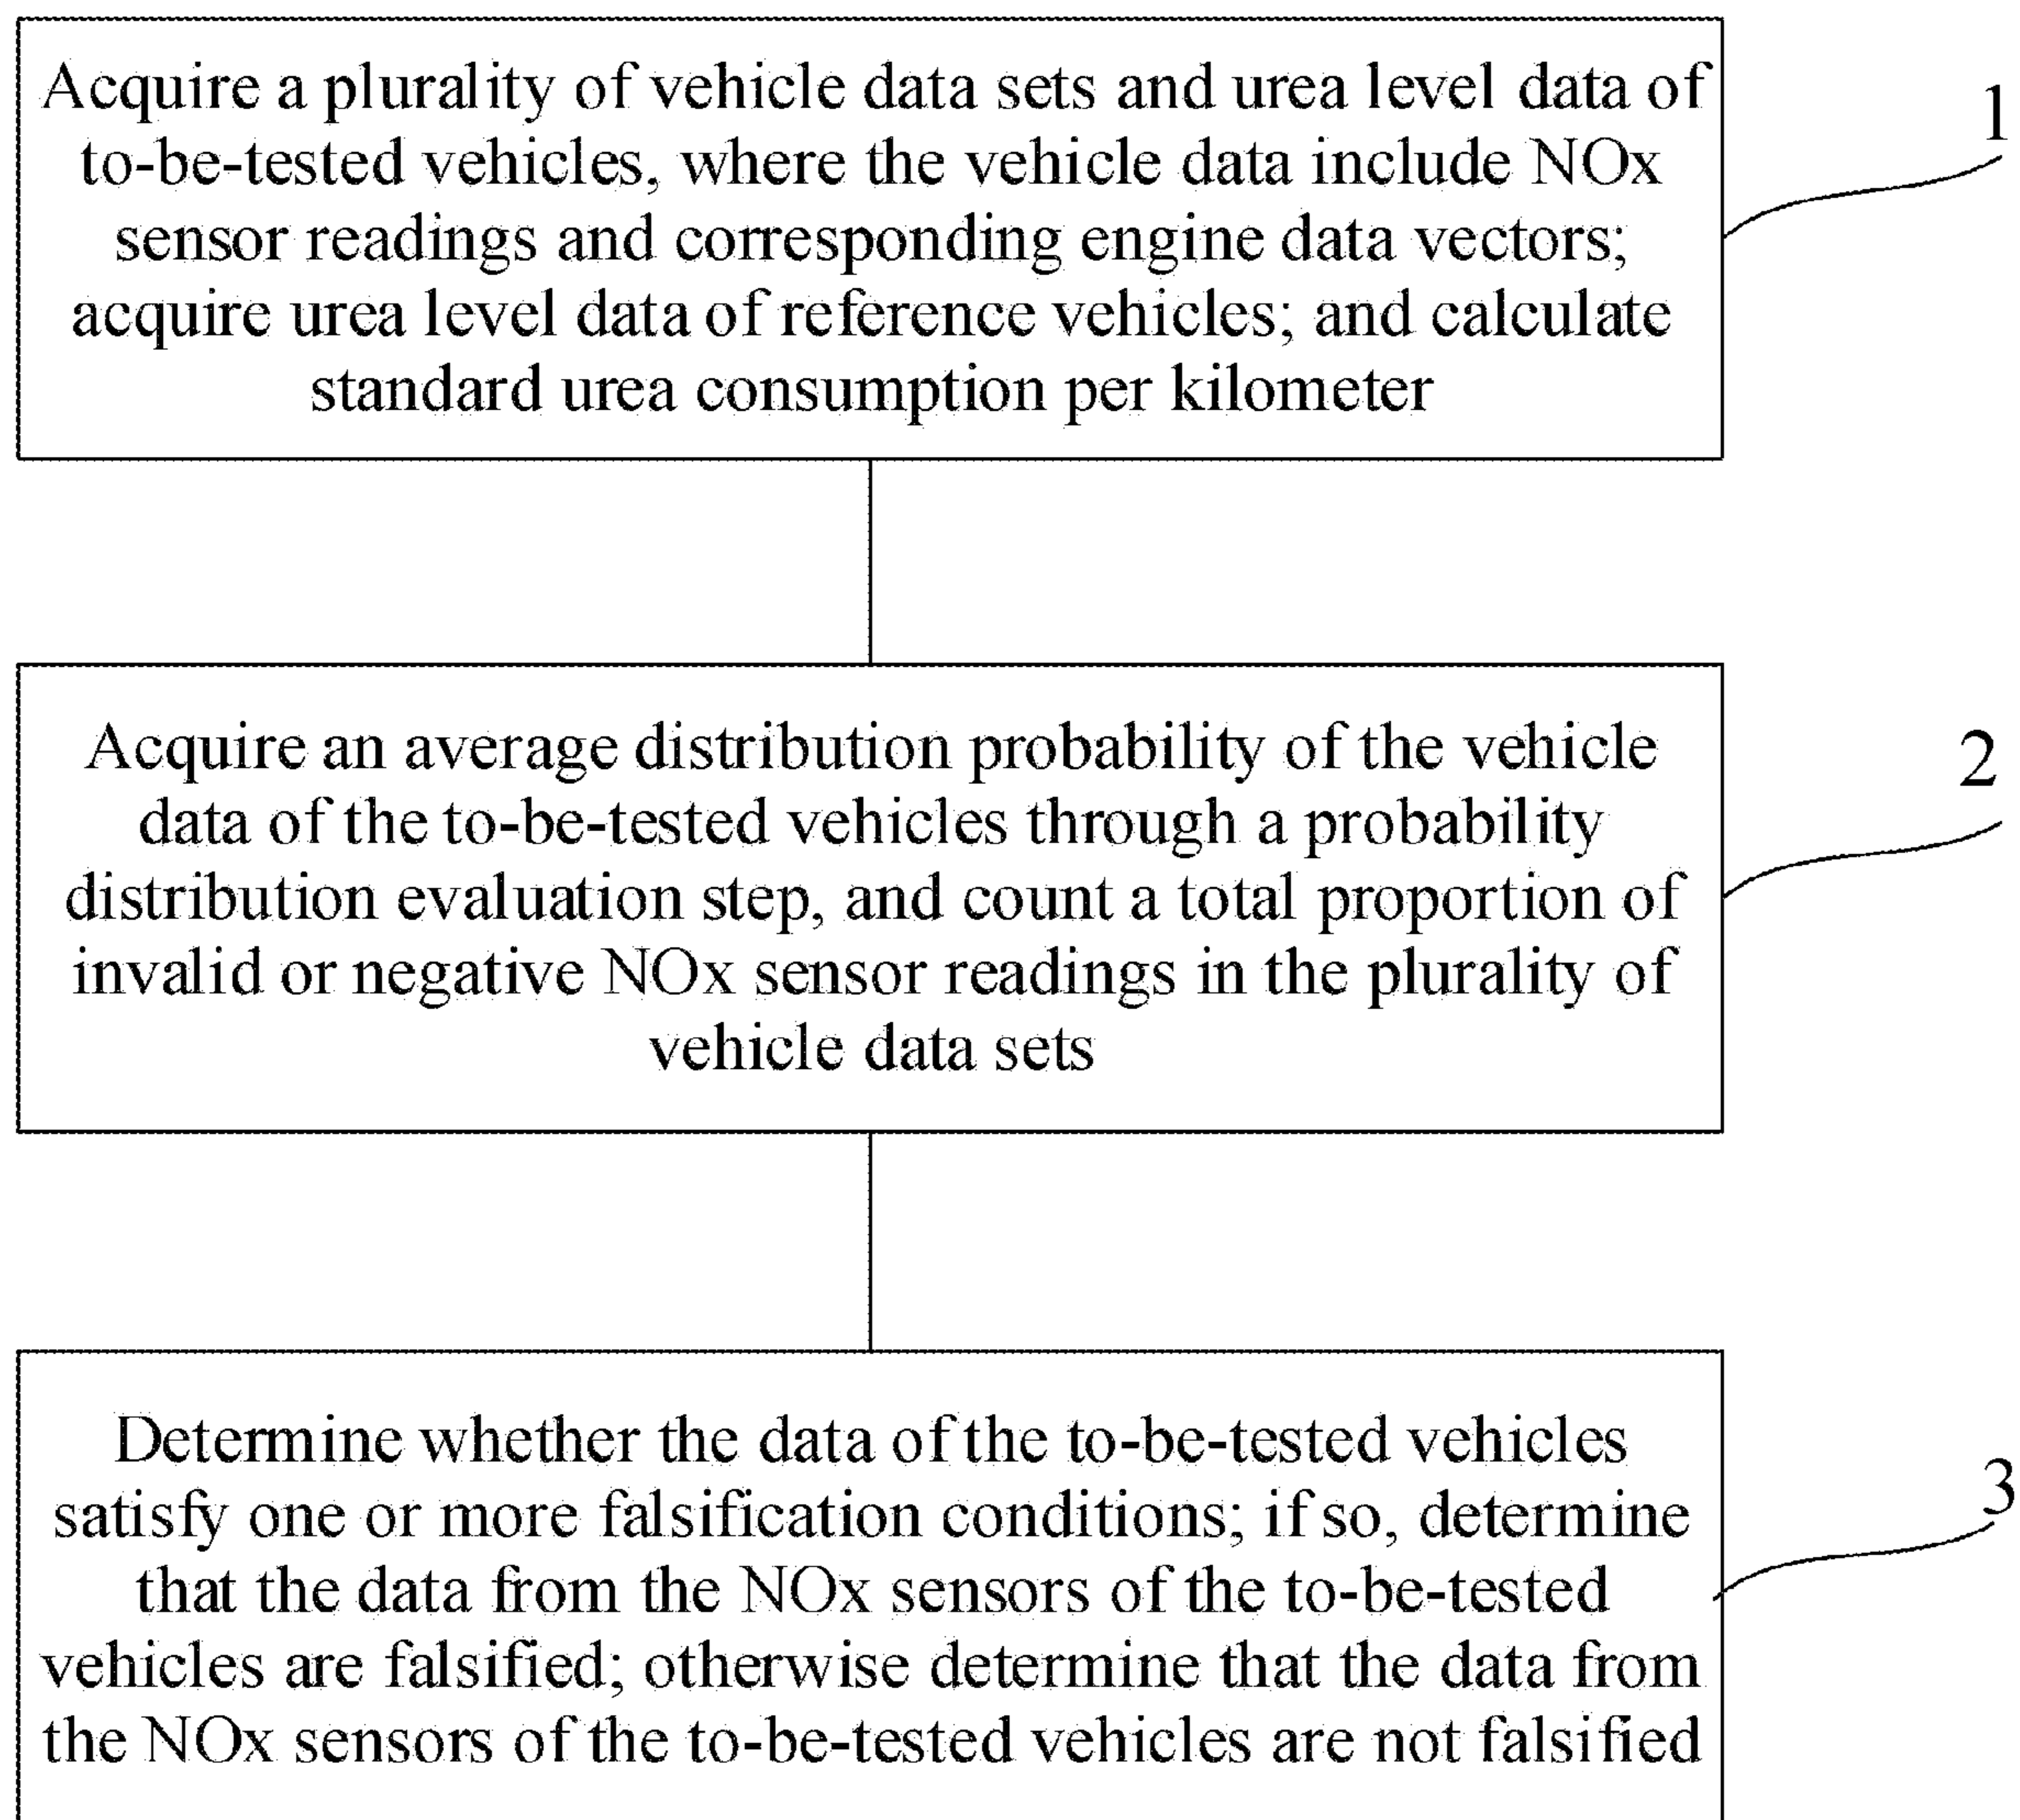 Acquire a plurality of vehicle data sets and urea level data of
to-be-tested vehicles, where the vehicle data include NOx
sensor readings and corresponding engine data vectors;
acquire urea level data of reference vehicles; and calculate
standard urea consumption per kilometer
1
Acquire an average distribution probability of the vehicle
data of the to-be-tested vehicles through a probability
distribution evaluation step, and count a total proportion of
invalid or negative NOx sensor readings in the plurality of
vehicle data sets
2
Determine whether the data of the to-be-tested vehicles
satisfy one or more falsification conditions; if so, determine
that the data from the NOx sensors of the to-be-tested
vehicles are falsified; otherwise determine that the data from
the NOx sensors of the to-be-tested vehicles are not falsified
3